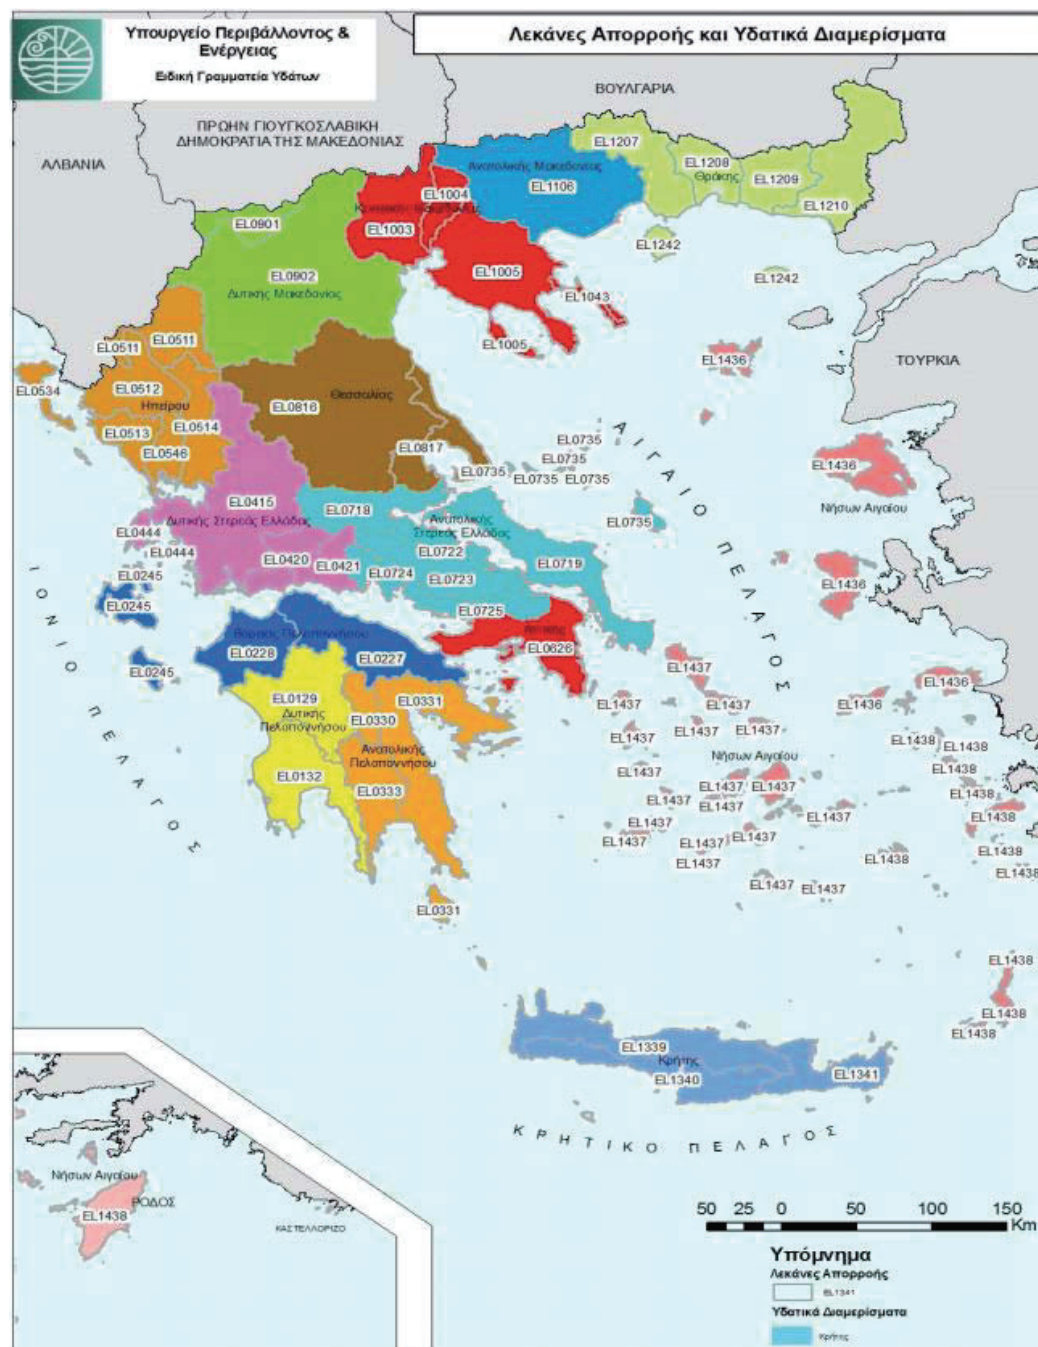 Υπουργείο Περιβάλλοντος &
Ενέργειας
Ειδική Γραμματεία Υδάτων
Λεκάνες Απορροής και Υδατικά Διαμερίσματα
ΒΟΥΛΓΑΡΙΑ
ΠΡΩΗΝ ΓΙΟΥΓΚΟΣΛΑΒΙΚΗ
ΔΗΜΟΚΡΑΤΙΑ ΤΗΣ ΜΑΚΕΔΟΝΙΑΣ
ΑΛΒΑΝΙΑ
EL1207
Ανατολικής Μακεδονίας
EL1106
EL1208
Θράκης
EL1209
EL1210
EL1004
EL1003
EL0901
EL1242
EL1242
EL0902
Δυτικής Μακεδονίας
EL1005
EL1043
EL1005
EL0511
EL0511
EL1436
ΤΟΥΡΚΙΑ
EL0534
EL0512
Ηπείρου
EL0816
Θεσσαλίας
EL0513
EL0514
EL0546
EL0817
EL0735
EL0735
EL0735
EL0735
EL0735
EL0735
ΑΙΓΑΙΟ ΠΕΛΑΓΟΣ
EL1436
Νήσων Αιγαίου
EL0415
Δυτικής Στερεάς Ελλάδας
EL0718
Ανατολικής
Στερεάς Ελλάδας
EL0444
EL0444
EL0420
EL0421
EL0722
EL0719
EL0724
EL0723
EL0725
EL0245
EL0245
EL0245
ΙΟΝΙΟ ΠΕΛΑΓΟΣ
EL1436
Βόρειας Πελοποννήσου
EL0228
EL0227
Αττικής
EL0626
EL1437
EL1436
EL1436
EL0129
Δυτικής
Πελοποννήσου
EL0331
EL0330
Ανατολικής
Πελοποννήσου
EL0132
EL0333
EL0331
EL1437
EL1437
EL1437
EL1437
EL1437
Νήσων Αιγαίου
EL1438
EL1438
EL1438
EL1437
EL1437
EL1437
EL1438
EL1437
EL1437
EL1437
EL1438
EL1437
EL1437
EL1437
EL1437
EL1438
EL1438
EL1438
EL1437
EL1437
EL1438
EL1438
EL1438
EL1339
Κρήτης
EL1340
EL1341
ΚΡΗΤΙΚΟ ΠΕΛΑΓΟΣ
Νήσων Αιγαίου
ΡΟΔΟΣ
EL1438
ΚΑΣΤΕΛΛΟΡΙΖΟ
50 25 0 50 100 150
Km
Υπόμνημα
Λεκάνες Απορροής
EL1341
Υδατικά Διαμερίσματα
Κρήτης